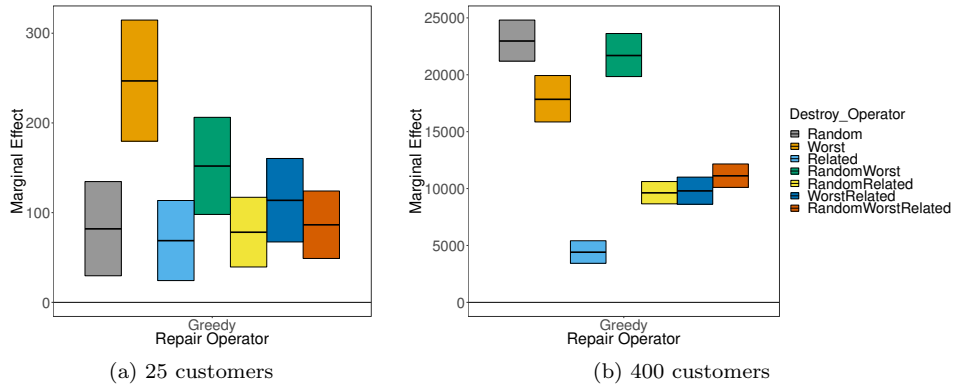 Marginal Effect
300
200
100
0
Greedy
Repair Operator
(a) 25 customers
Marginal Effect
25000
20000
15000
10000
5000
0
Greedy
Repair Operator
(b) 400 customers
Destroy_Operator
Random
Worst
Related
RandomWorst
RandomRelated
WorstRelated
RandomWorstRelated